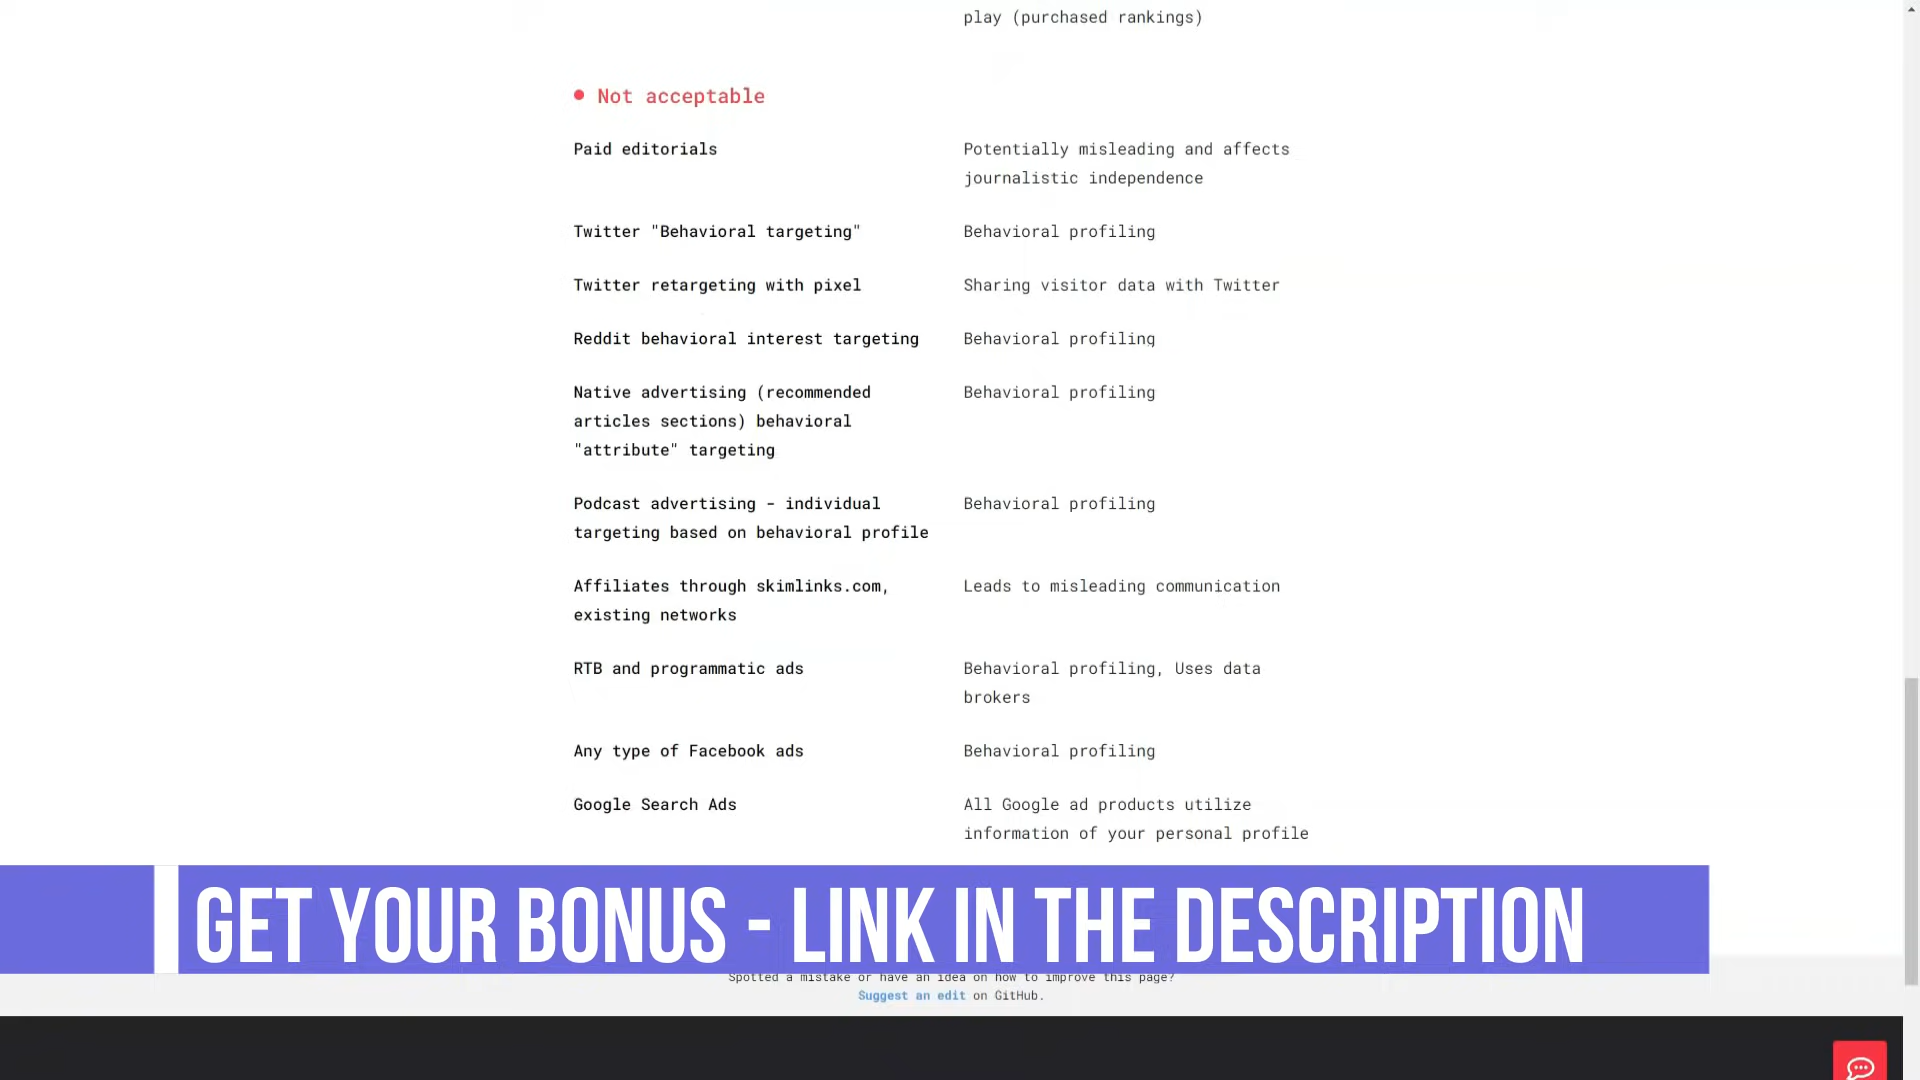 play (purchased rankings)
Not acceptable
Paid editorials
Potentially misleading and affects
journalistic independence
Twitter "Behavioral targeting"
Behavioral profiling
Twitter retargeting with pixel
Sharing visitor data with Twitter
Reddit behavioral interest targeting
Behavioral profiling
Native advertising (recommended
articles sections) behavioral
"attribute" targeting
Behavioral profiling
Podcast advertising - individual
targeting based on behavioral profile
Behavioral profiling
Affiliates through skimlinks.com,
existing networks
Leads to misleading communication
RTB and programmatic ads
Behavioral profiling, Uses data
brokers
Any type of Facebook ads
Behavioral profiling
Google Search Ads
All Google ad products utilize
information of your personal profile
GET YOUR BONUS - LINK IN THE DESCRIPTION
Spotted a mistake or have an idea on how to improve this page?
Suggest an edit on GitHub.